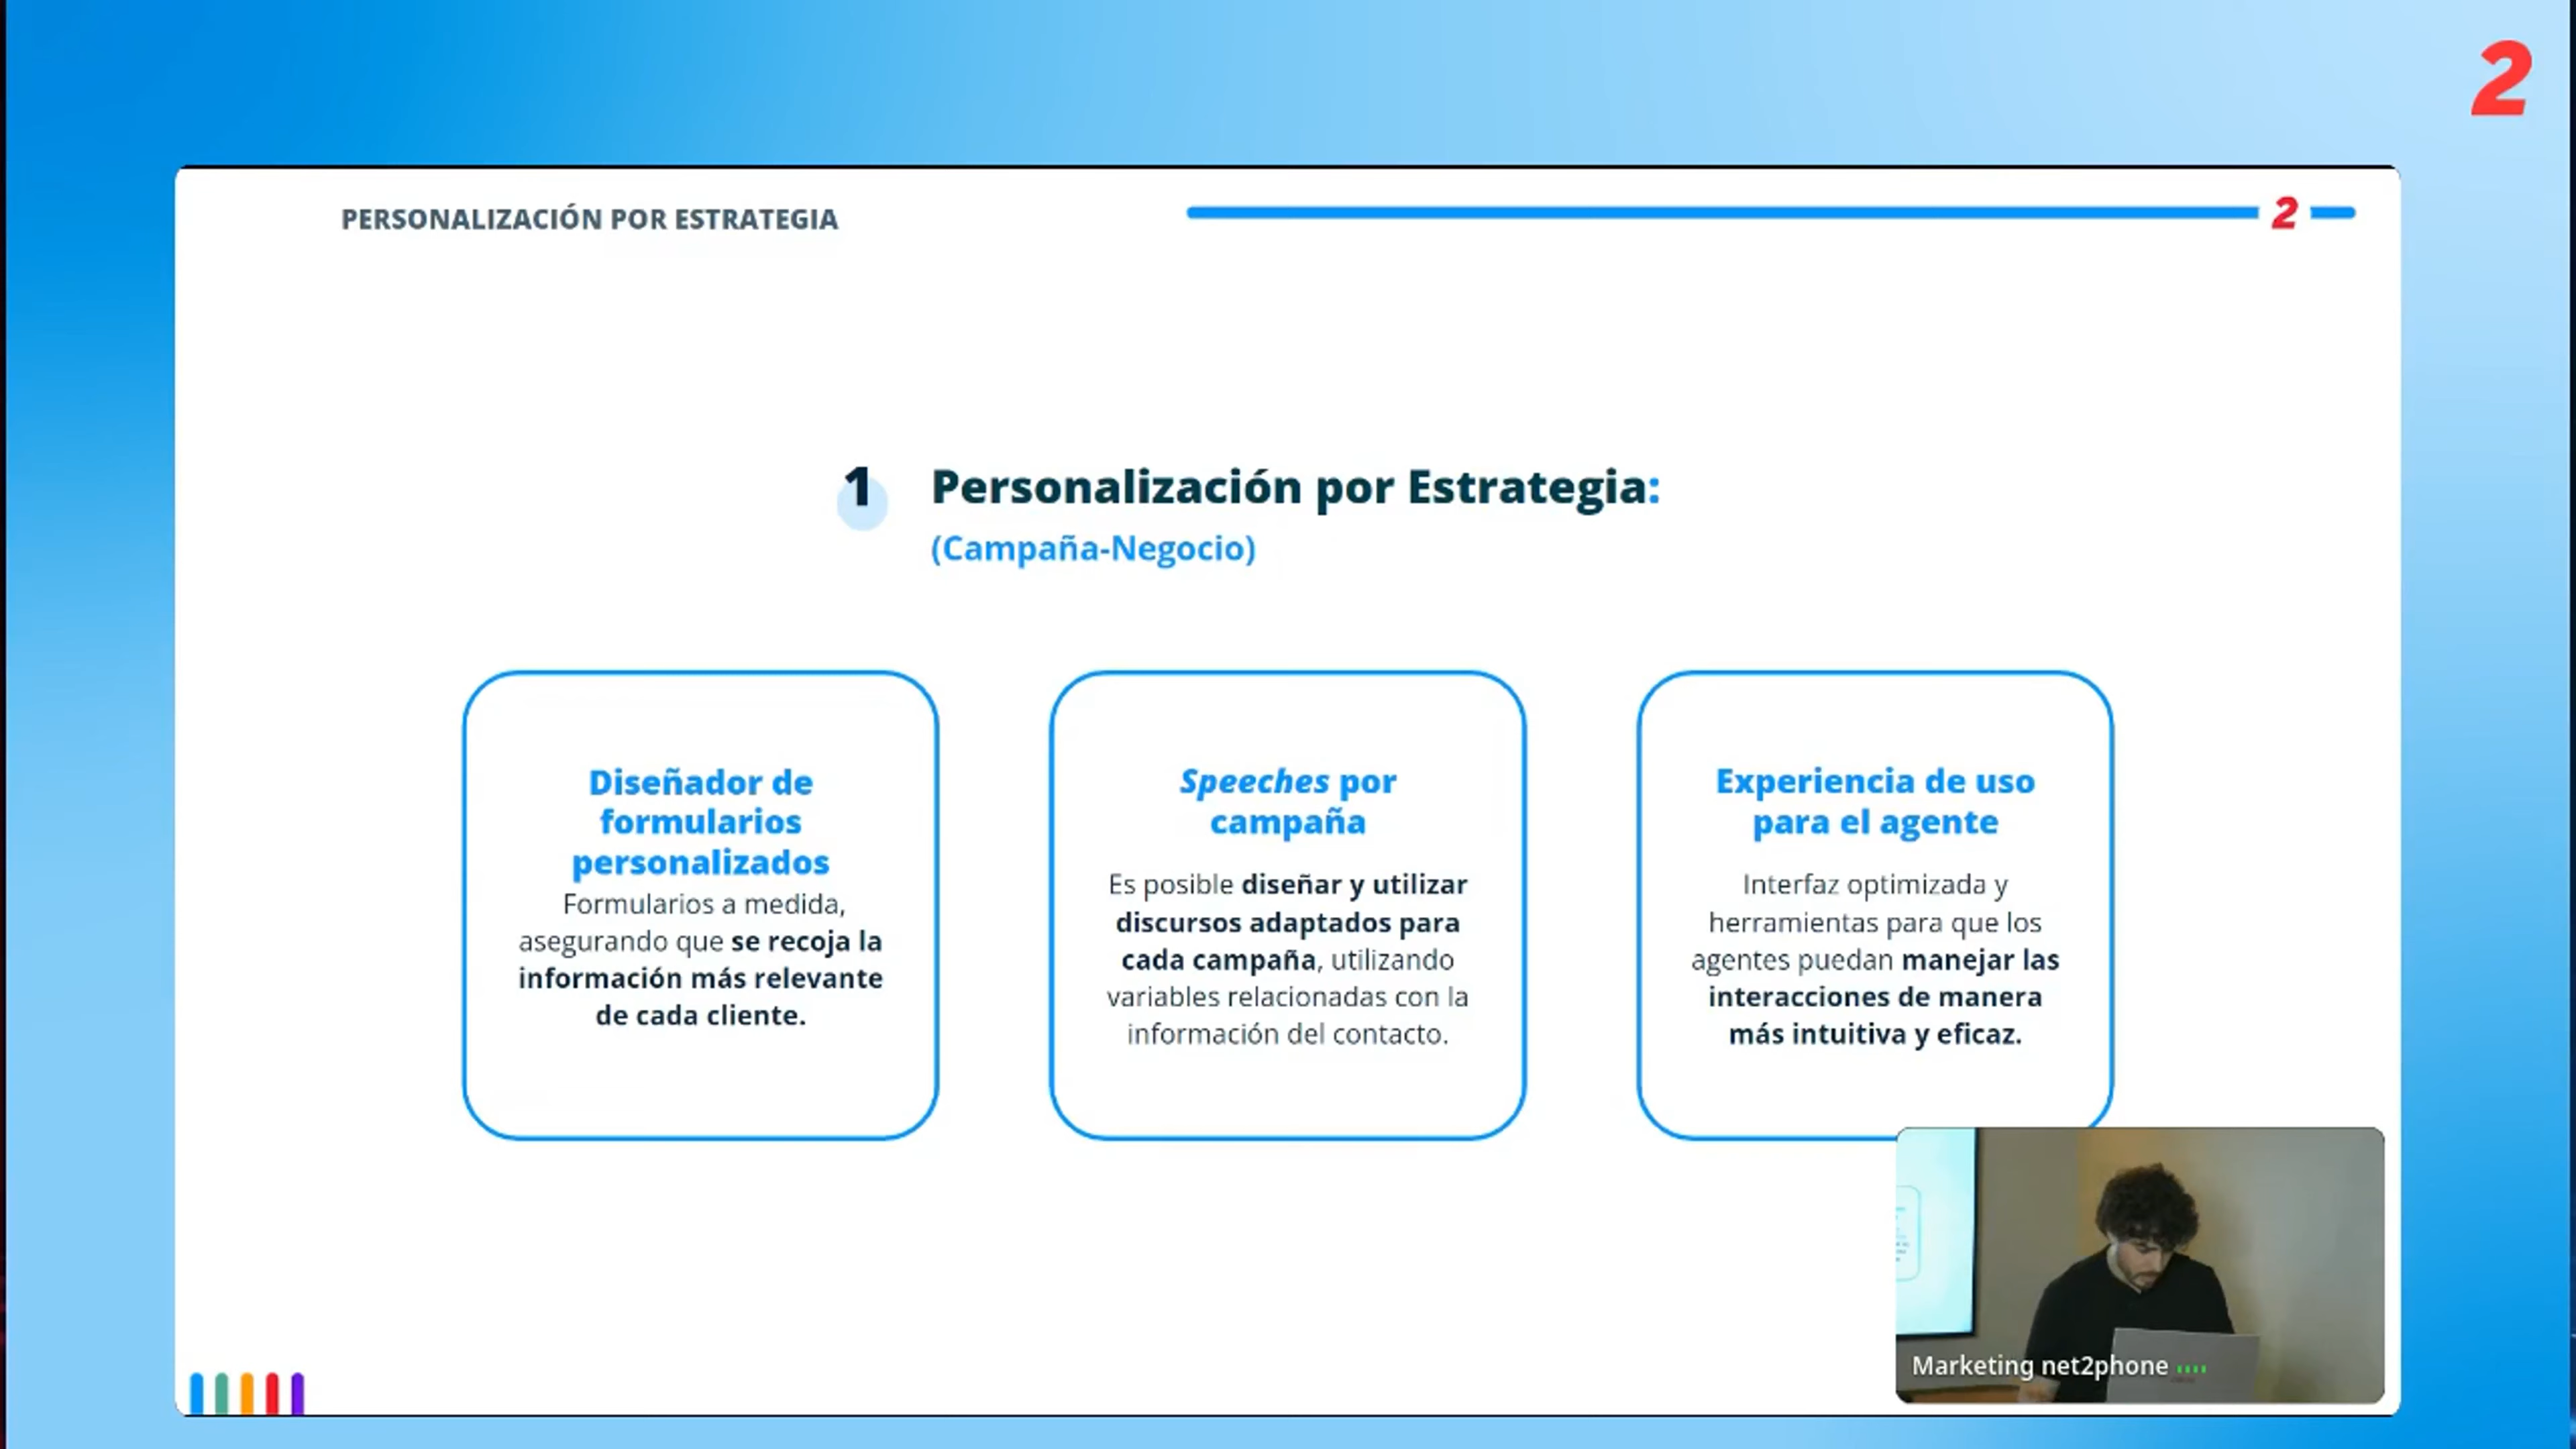 2
PERSONALIZACIÓN POR ESTRATEGIA
2
1
Personalización por Estrategia:
(Campaña-Negocio)
Diseñador de
formularios
personalizados
Formularios a medida,
asegurando que se recoja la
información más relevante
de cada cliente.
Speeches por
campaña
Es posible diseñar y utilizar
discursos adaptados para
cada campaña, utilizando
variables relacionadas con la
información del contacto.
Experiencia de uso
para el agente
Interfaz optimizada y
herramientas para que los
agentes puedan manejar las
interacciones de manera
más intuitiva y eficaz.
Marketing net2phone